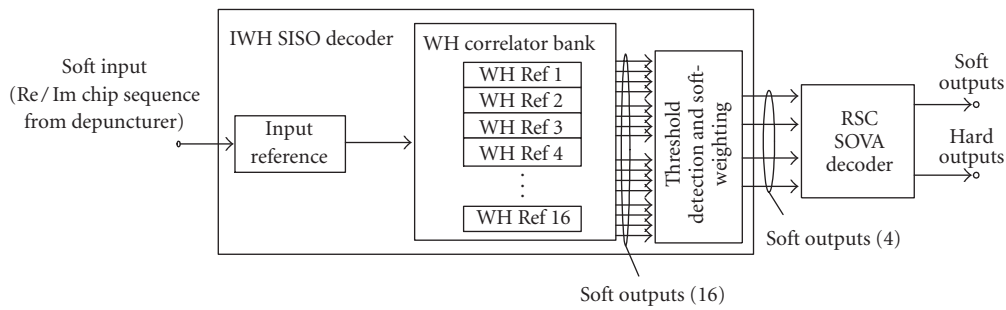 IWH SISO decoder
WH correlator bank
Soft input
(Re/Im chip sequence
from depuncturer)
Input
reference
WH Ref 1
WH Ref 2
WH Ref 3
WH Ref 4
WH Ref 16
Threshold
detection and soft-
weighting
RSC
SOVA
decoder
Soft
outputs
Hard
outputs
Soft outputs (4)
Soft outputs (16)